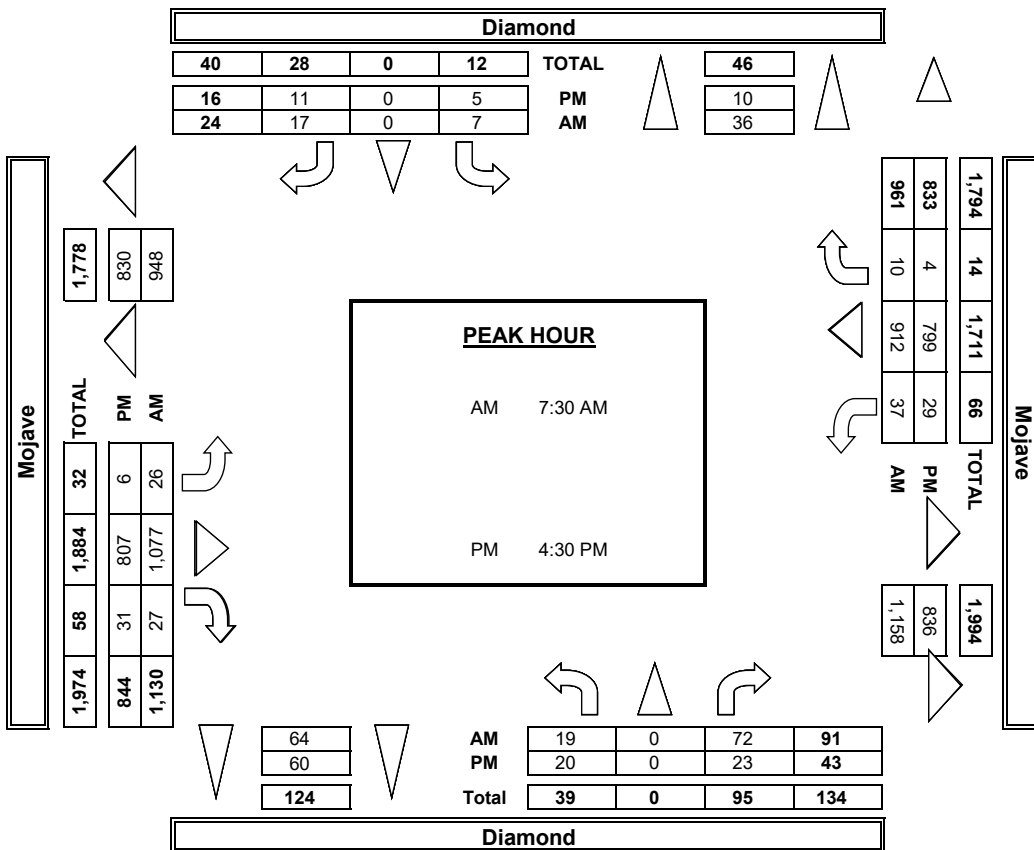 Diamond
40 28 0 12 TOTAL 46
16 11 0 5 PM 10
24 17 0 7 AM 36
Mojave
1,778
830
948
TOTAL 32 1,884 58 1,974
PM 6 807 31 844
AM 26 1,077 27 1,130
PEAK HOUR
AM 7:30 AM
PM 4:30 PM
1,794 14 1,711 66 TOTAL 1,994
833 4 799 29 PM 836
961 10 912 37 AM 1,158
Mojave
64 AM 19 0 72 91
60 PM 20 0 23 43
124 Total 39 0 95 134
Diamond